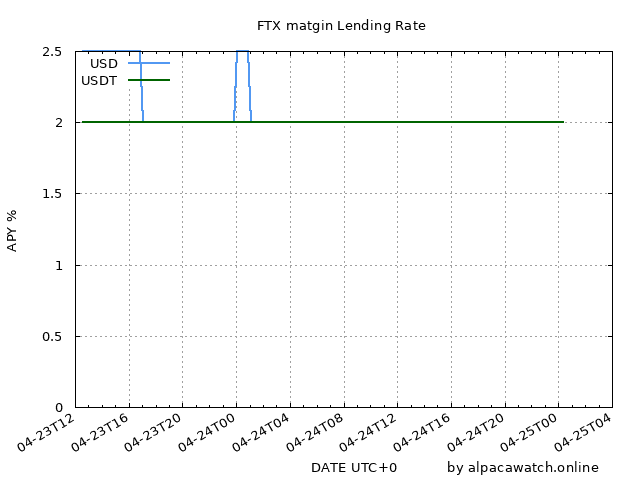 FTX matgin Lending Rate
2.5
USD
USDT
2
1.5
APY %
1
0.5
0
04-23T12 04-23T16 04-23T20 04-24T00 04-24T04 04-24T08 04-24T12 04-24T16 04-24T20 04-25T00 04-25T04
DATE UTC+0 by alpacawatch.online